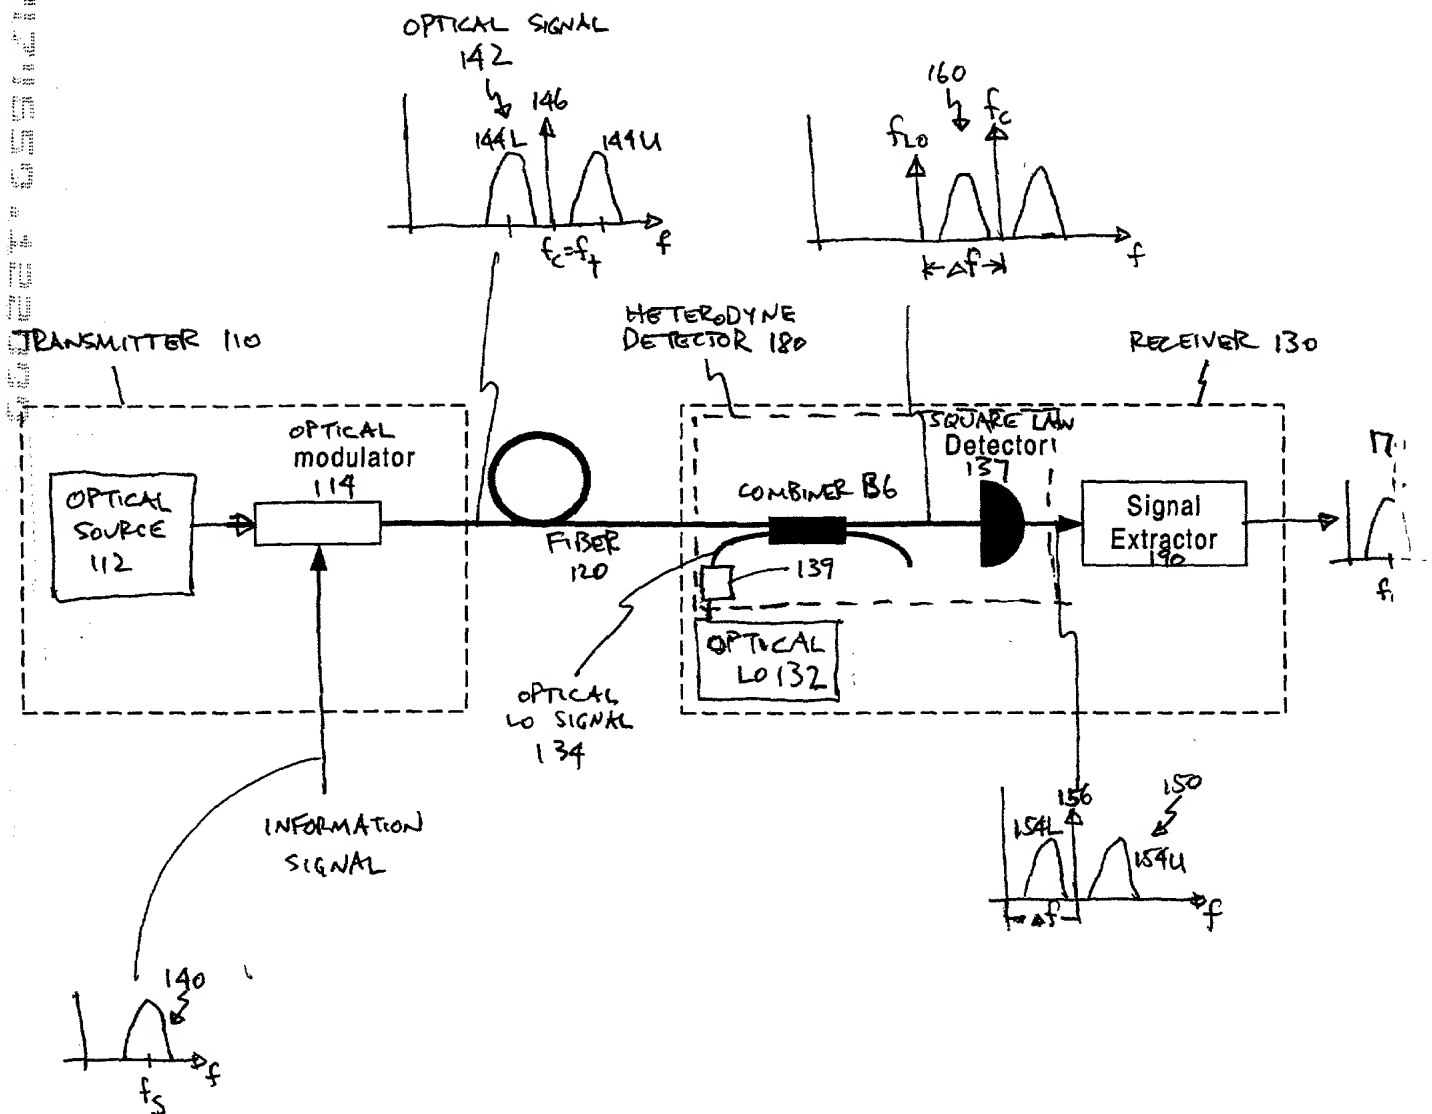 OPTICAL SIGNAL
142
144L
146
144U
fc=ft
f
160
fLO
fc
Δf
f
TRANSMITTER 110
HETERODYNE
DETECTOR 180
RECEIVER 130
OPTICAL
modulator
114
OPTICAL
SOURCE
112
FIBER
120
COMBINER 136
SQUARE LAW
Detector
137
Signal
Extractor
190
139
OPTICAL
LO 132
OPTICAL
LO SIGNAL
134
INFORMATION
SIGNAL
150
156
154L
154U
Δf
f
140
f
fS